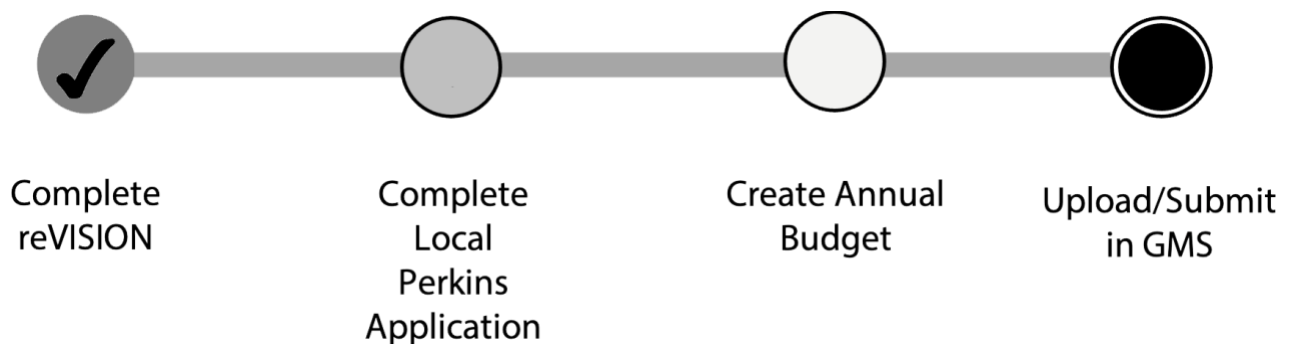 Complete
reVISION
Complete
Local
Perkins
Application
Create Annual
Budget
Upload/Submit
in GMS